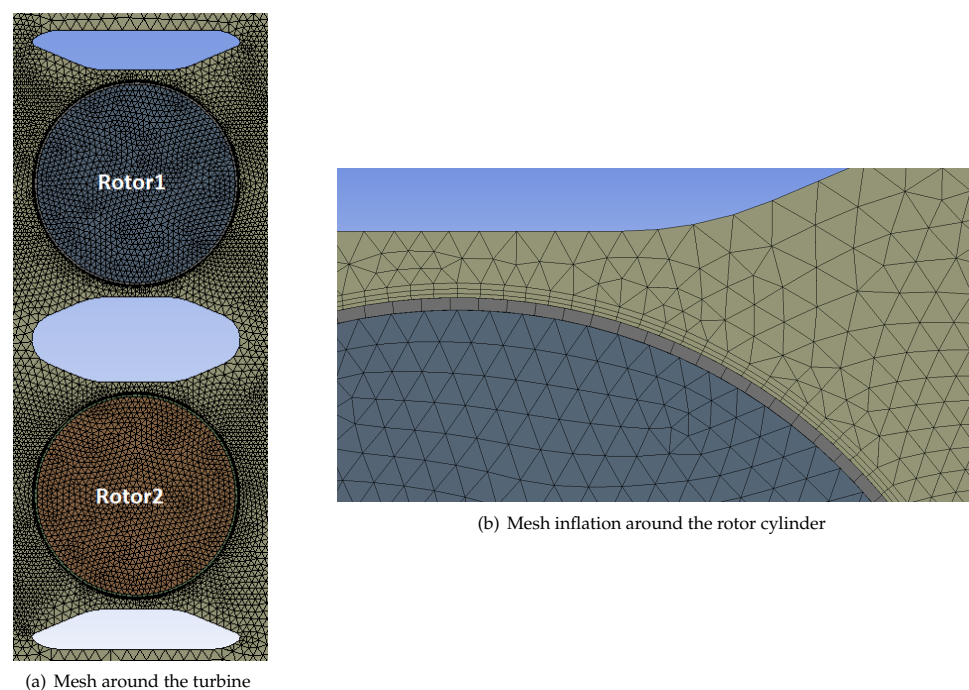 Rotor1
Rotor2
(a) Mesh around the turbine
(b) Mesh inflation around the rotor cylinder